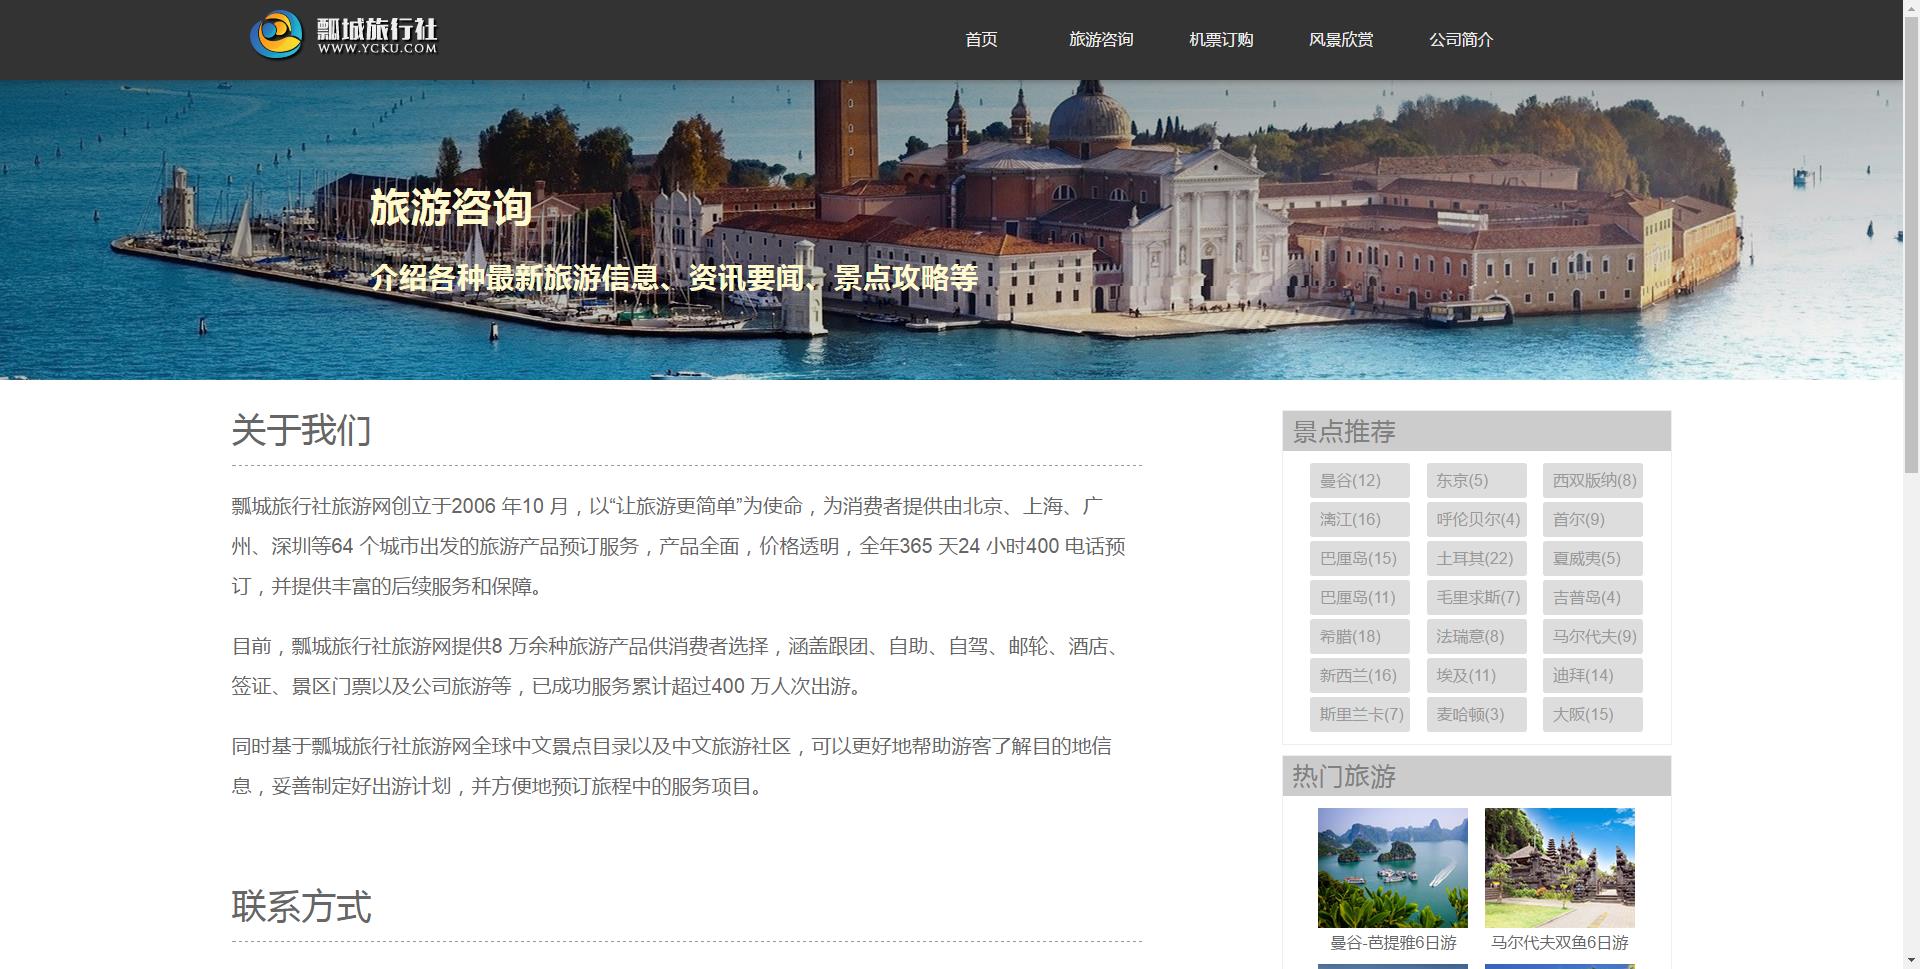 瓢城旅行社
WWW.YCKU.COM
首页
旅游咨询
机票订购
风景欣赏
公司简介
旅游咨询
介绍各种最新旅游信息、资讯要闻、景点攻略等
关于我们
瓢城旅行社旅游网创立于2006 年10 月，以“让旅游更简单”为使命，为消费者提供由北京、上海、广
州、深圳等64 个城市出发的旅游产品预订服务，产品全面，价格透明，全年365 天24 小时400 电话预
订，并提供丰富的后续服务和保障。
目前，瓢城旅行社旅游网提供8 万余种旅游产品供消费者选择，涵盖跟团、自助、自驾、邮轮、酒店、
签证、景区门票以及公司旅游等，已成功服务累计超过400 万人次出游。
同时基于瓢城旅行社旅游网全球中文景点目录以及中文旅游社区，可以更好地帮助游客了解目的地信
息，妥善制定好出游计划，并方便地预订旅程中的服务项目。
联系方式
景点推荐
曼谷(12)
东京(5)
西双版纳(8)
漓江(16)
呼伦贝尔(4)
首尔(9)
巴厘岛(15)
土耳其(22)
夏威夷(5)
巴厘岛(11)
毛里求斯(7)
吉普岛(4)
希腊(18)
法瑞意(8)
马尔代夫(9)
新西兰(16)
埃及(11)
迪拜(14)
斯里兰卡(7)
麦哈顿(3)
大阪(15)
热门旅游
曼谷-芭提雅6日游
马尔代夫双鱼6日游